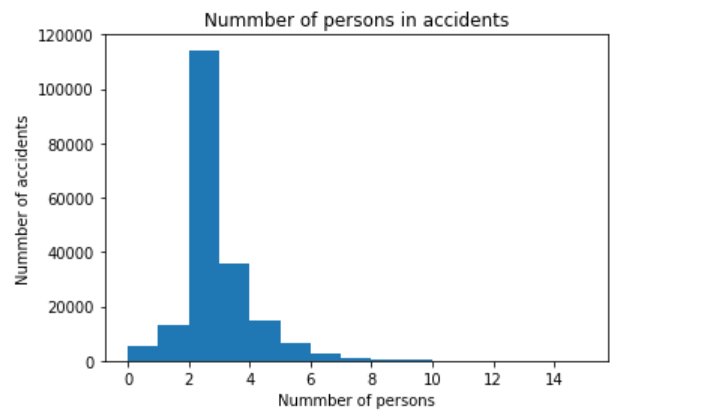 Nummber of persons in accidents
120000
100000
80000
60000
40000
20000
0
Nummber of accidents
0 2 4 6 8 10 12 14
Nummber of persons